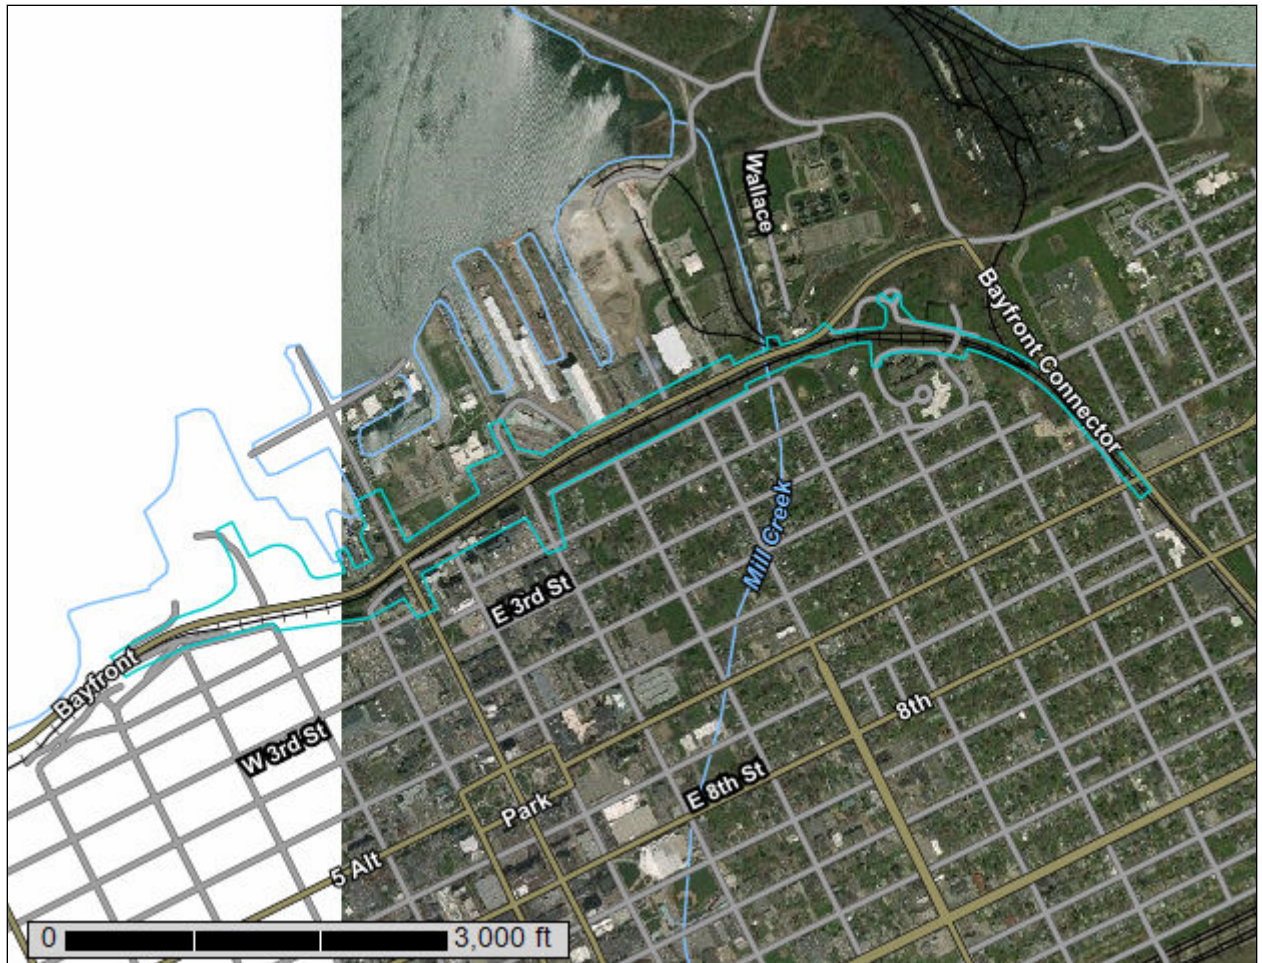 Wallace
Bayfront Connector
Mill Creek
E 3rd St
Bayfront
W 3rd St
8th
E 8th St
Park
5 Alt
0 3,000 ft